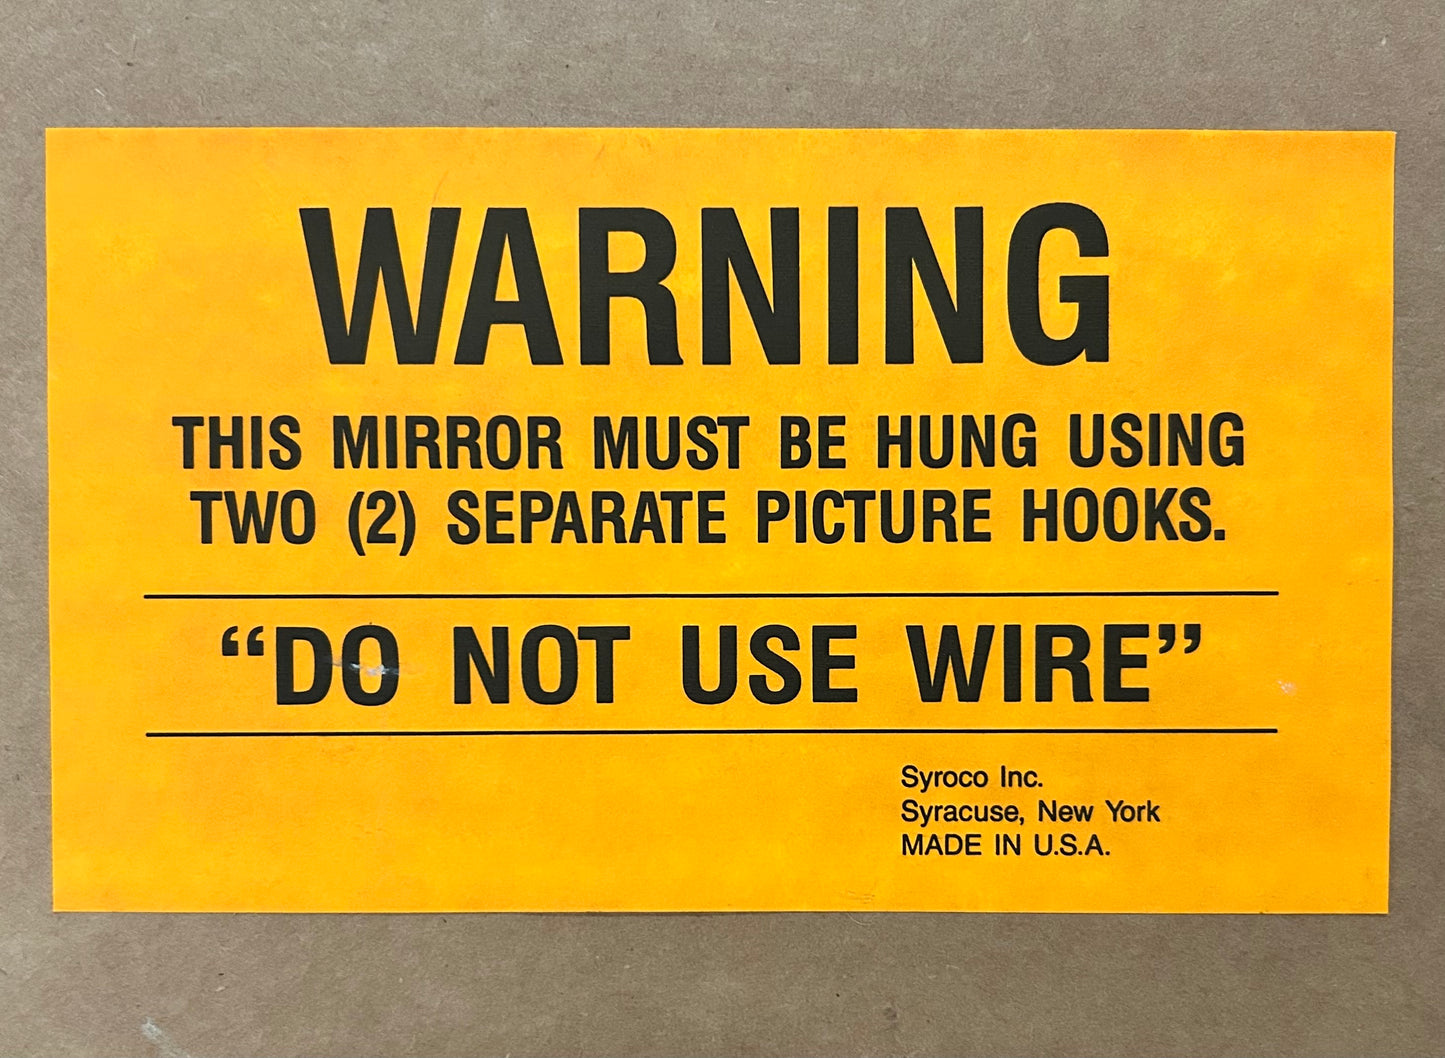 WARNING
THIS MIRROR MUST BE HUNG USING
TWO (2) SEPARATE PICTURE HOOKS.
“DO NOT USE WIRE”
Syroco Inc.
Syracuse, New York
MADE IN U.S.A.